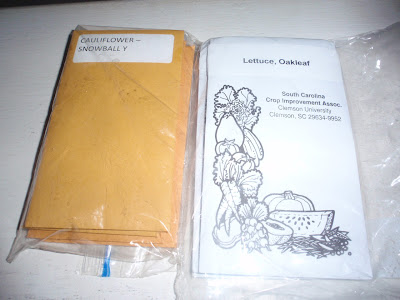 CAULIFLOWER –
SNOWBALL Y
Lettuce, Oakleaf
South Carolina
Crop Improvement Assoc.
Clemson University
Clemson, SC 29634-9952
®